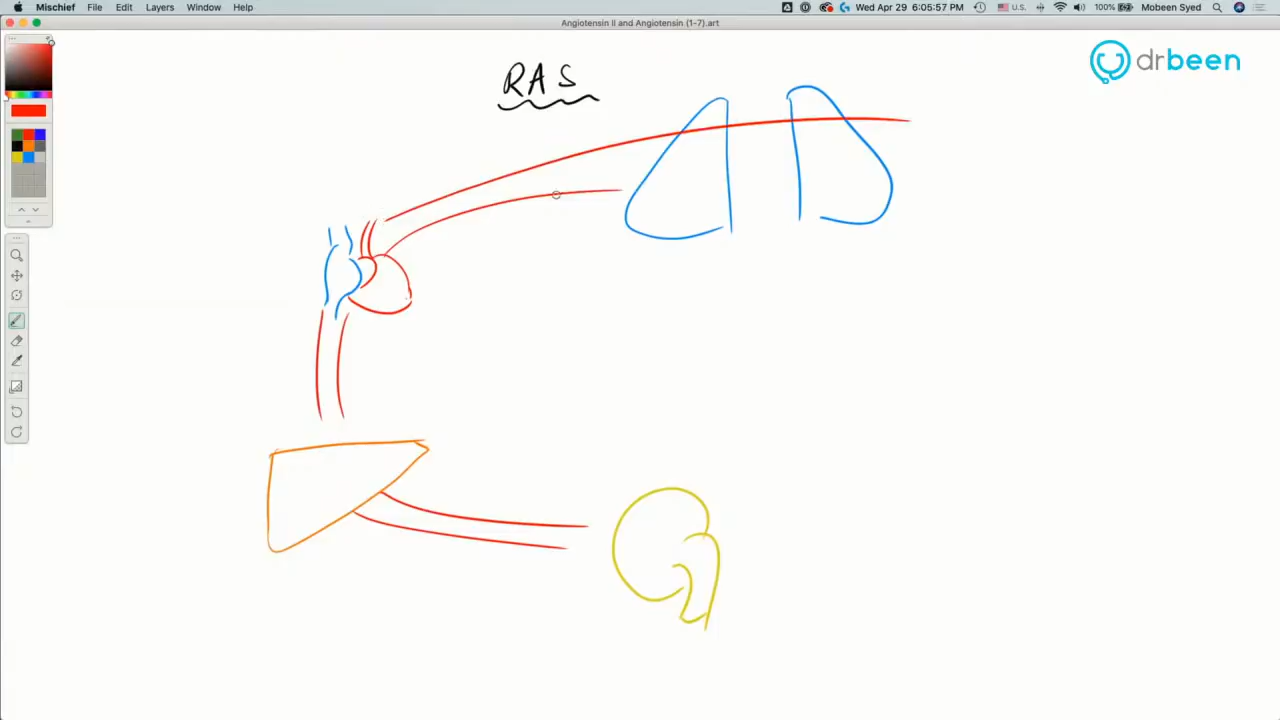 Mischief File Edit Layers Window Help U.S. 100% Wed Apr 29 6:05:57 PM Mobeen Syed
Angiotensin II and Angiotensin (1-7).art
drbeen
RAS